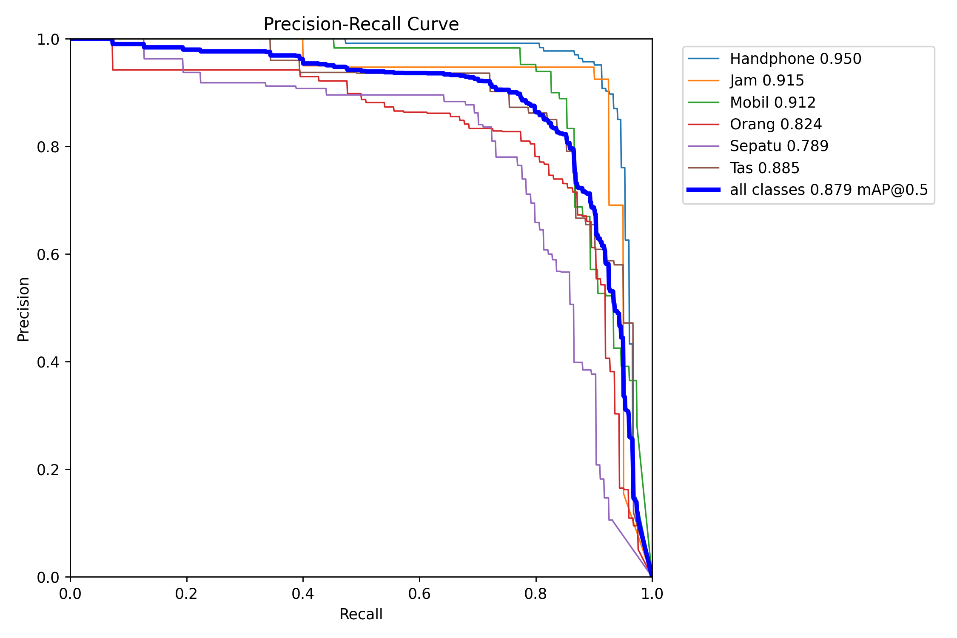 Precision-Recall Curve
1.0
0.8
0.6
0.4
0.2
0.0
Precision
0.0 0.2 0.4 0.6 0.8 1.0
Recall
Handphone 0.950
Jam 0.915
Mobil 0.912
Orang 0.824
Sepatu 0.789
Tas 0.885
all classes 0.879 mAP@0.5